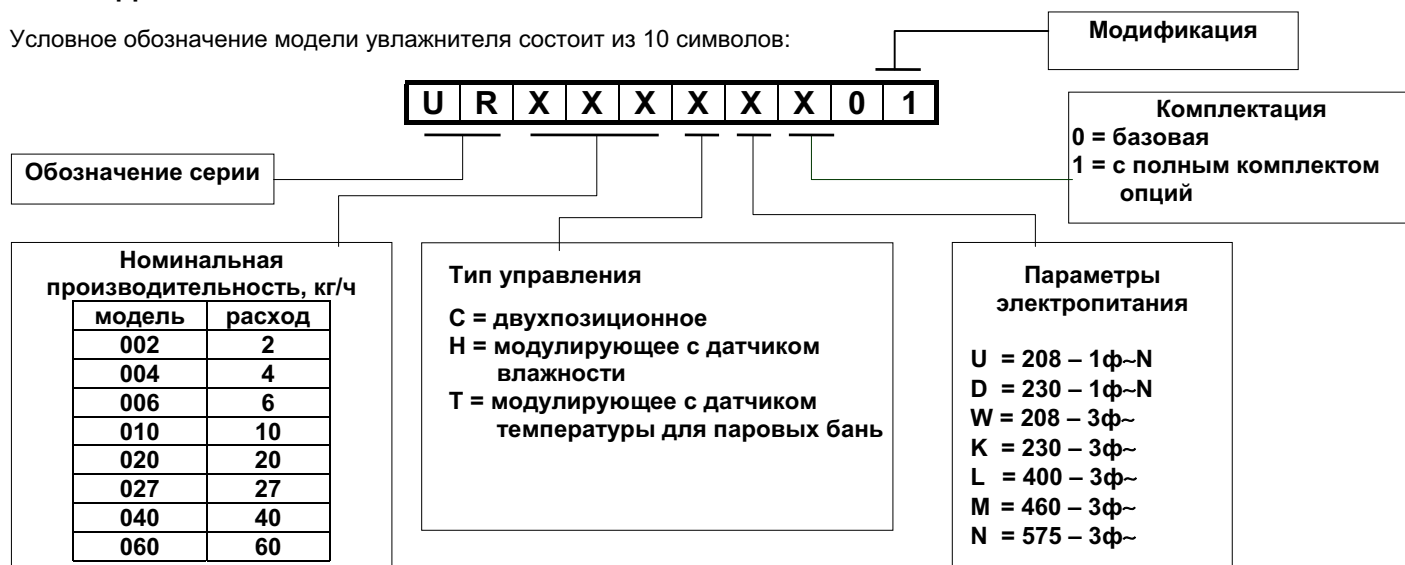 Условное обозначение модели увлажнителя состоит из 10 символов:
Модификация
U R X X X X X X 0 1
Комплектация
0 = базовая
1 = с полным комплектом
опций
Обозначение серии
Номинальная
производительность, кг/ч
модель расход
002 2
004 4
006 6
010 10
020 20
027 27
040 40
060 60
Тип управления
C = двухпозиционное
H = модулирующее с датчиком
влажности
T = модулирующее с датчиком
температуры для паровых бань
Параметры
электропитания
U = 208 – 1ф~N
D = 230 – 1ф~N
W = 208 – 3ф~
K = 230 – 3ф~
L = 400 – 3ф~
M = 460 – 3ф~
N = 575 – 3ф~